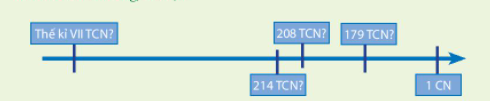 Thế kỉ VII TCN?
208 TCN?
179 TCN?
214 TCN?
1 CN